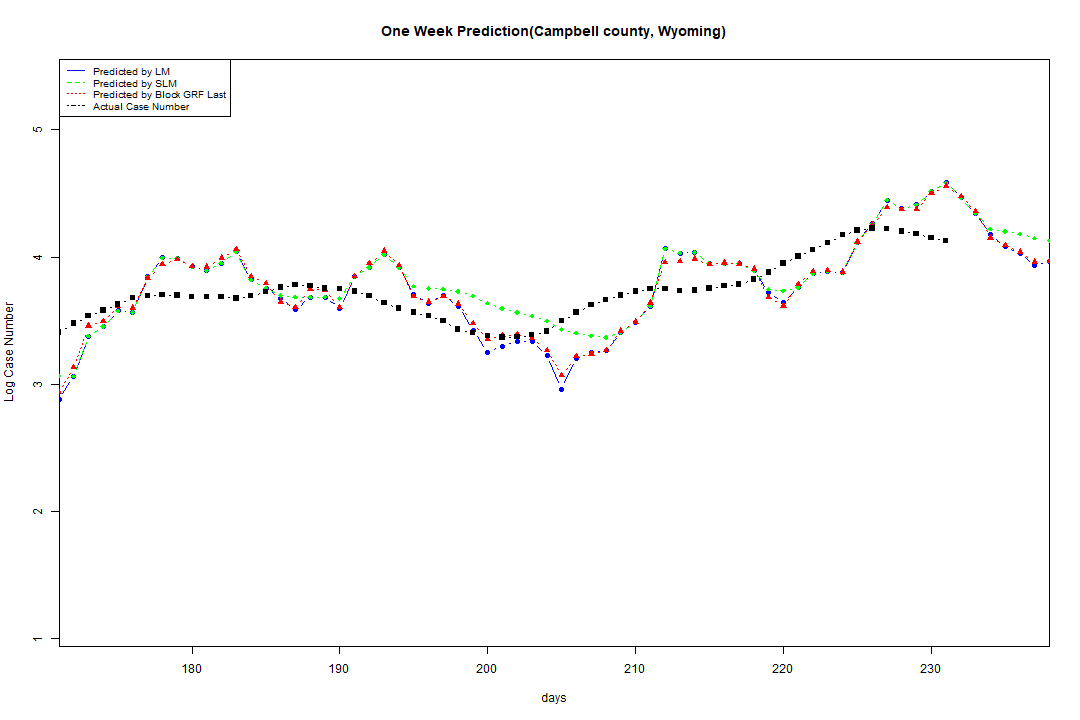 One Week Prediction(Campbell county, Wyoming)
Predicted by LM
Predicted by SLM
Predicted by Block GRF Last
Actual Case Number
5
4
3
2
1
Log Case Number
180 190 200 210 220 230
days